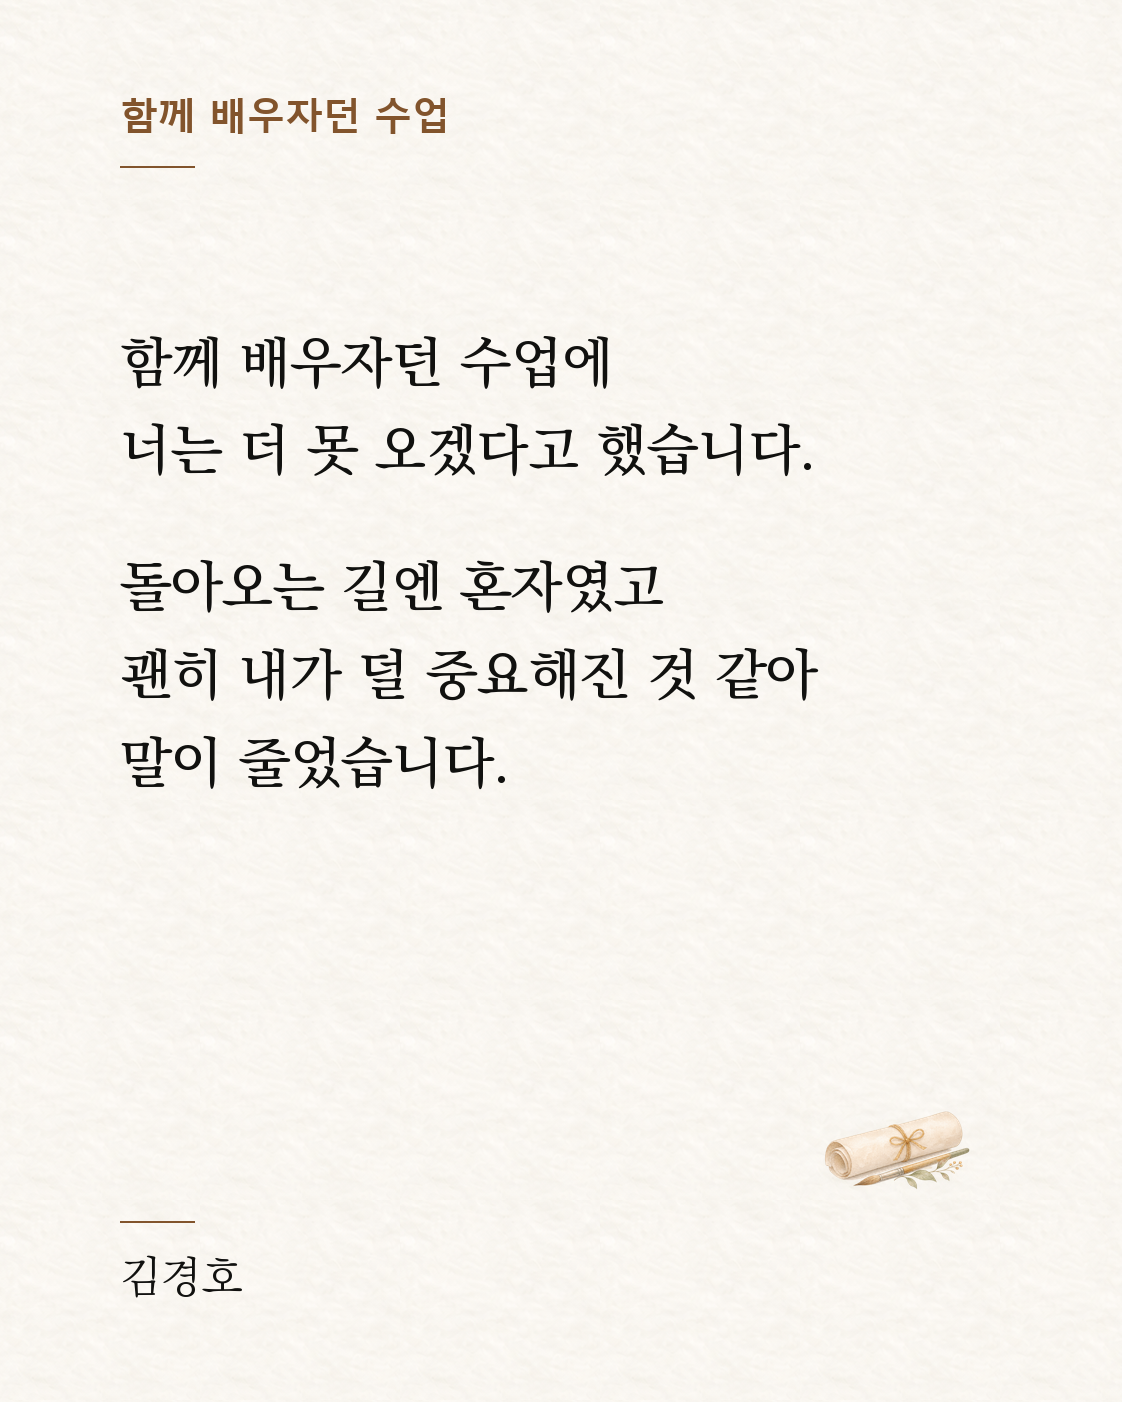 함께 배우자던 수업
함께 배우자던 수업에
너는 더 못 오겠다고 했습니다.
돌아오는 길엔 혼자였고
괜히 내가 덜 중요해진 것 같아
말이 줄었습니다.
김경호